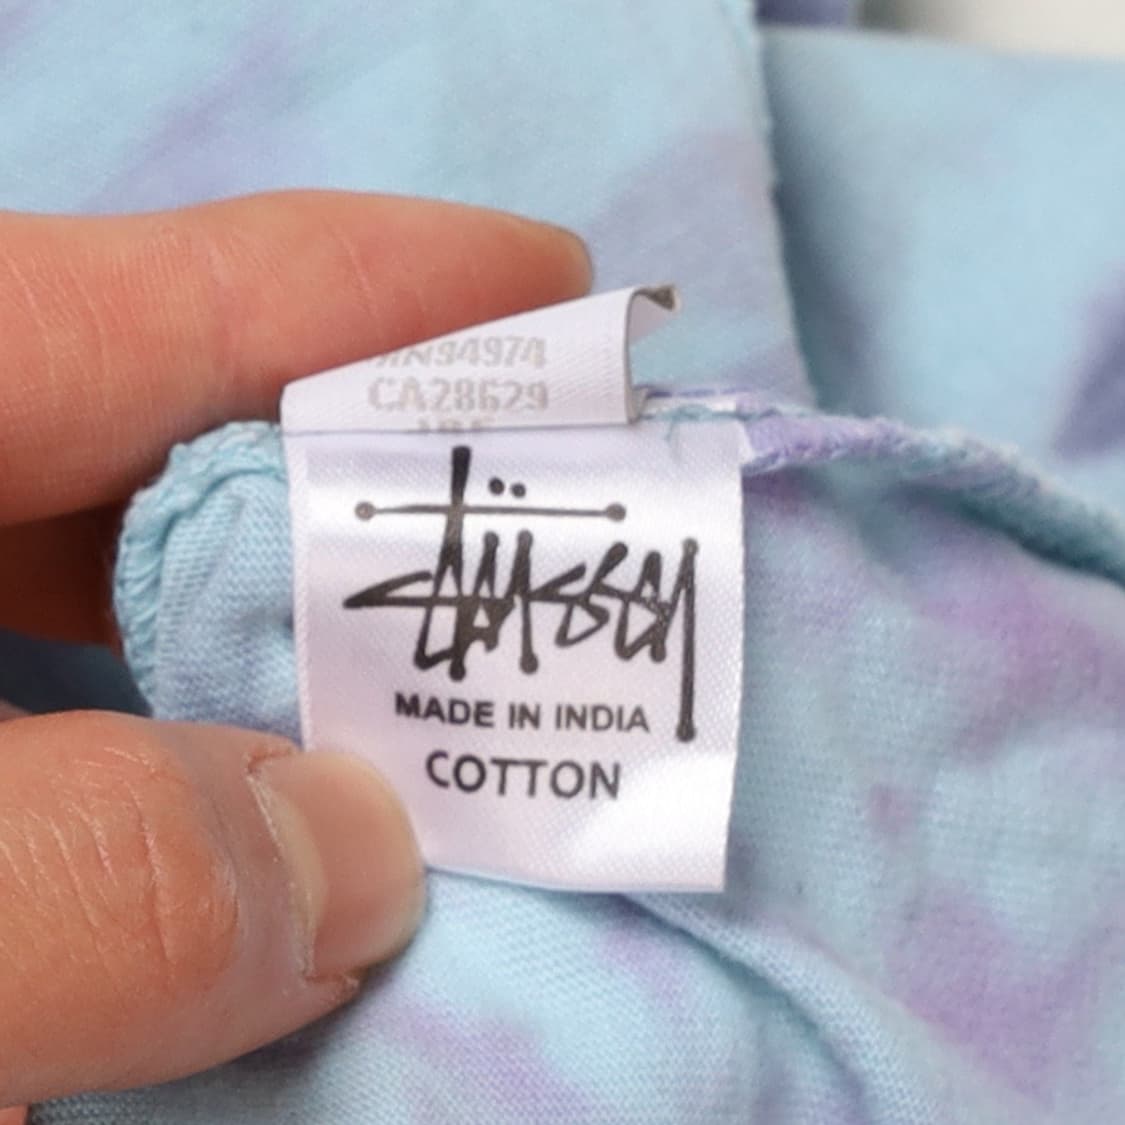 RN94974
CA28629
stüssy
MADE IN INDIA
COTTON